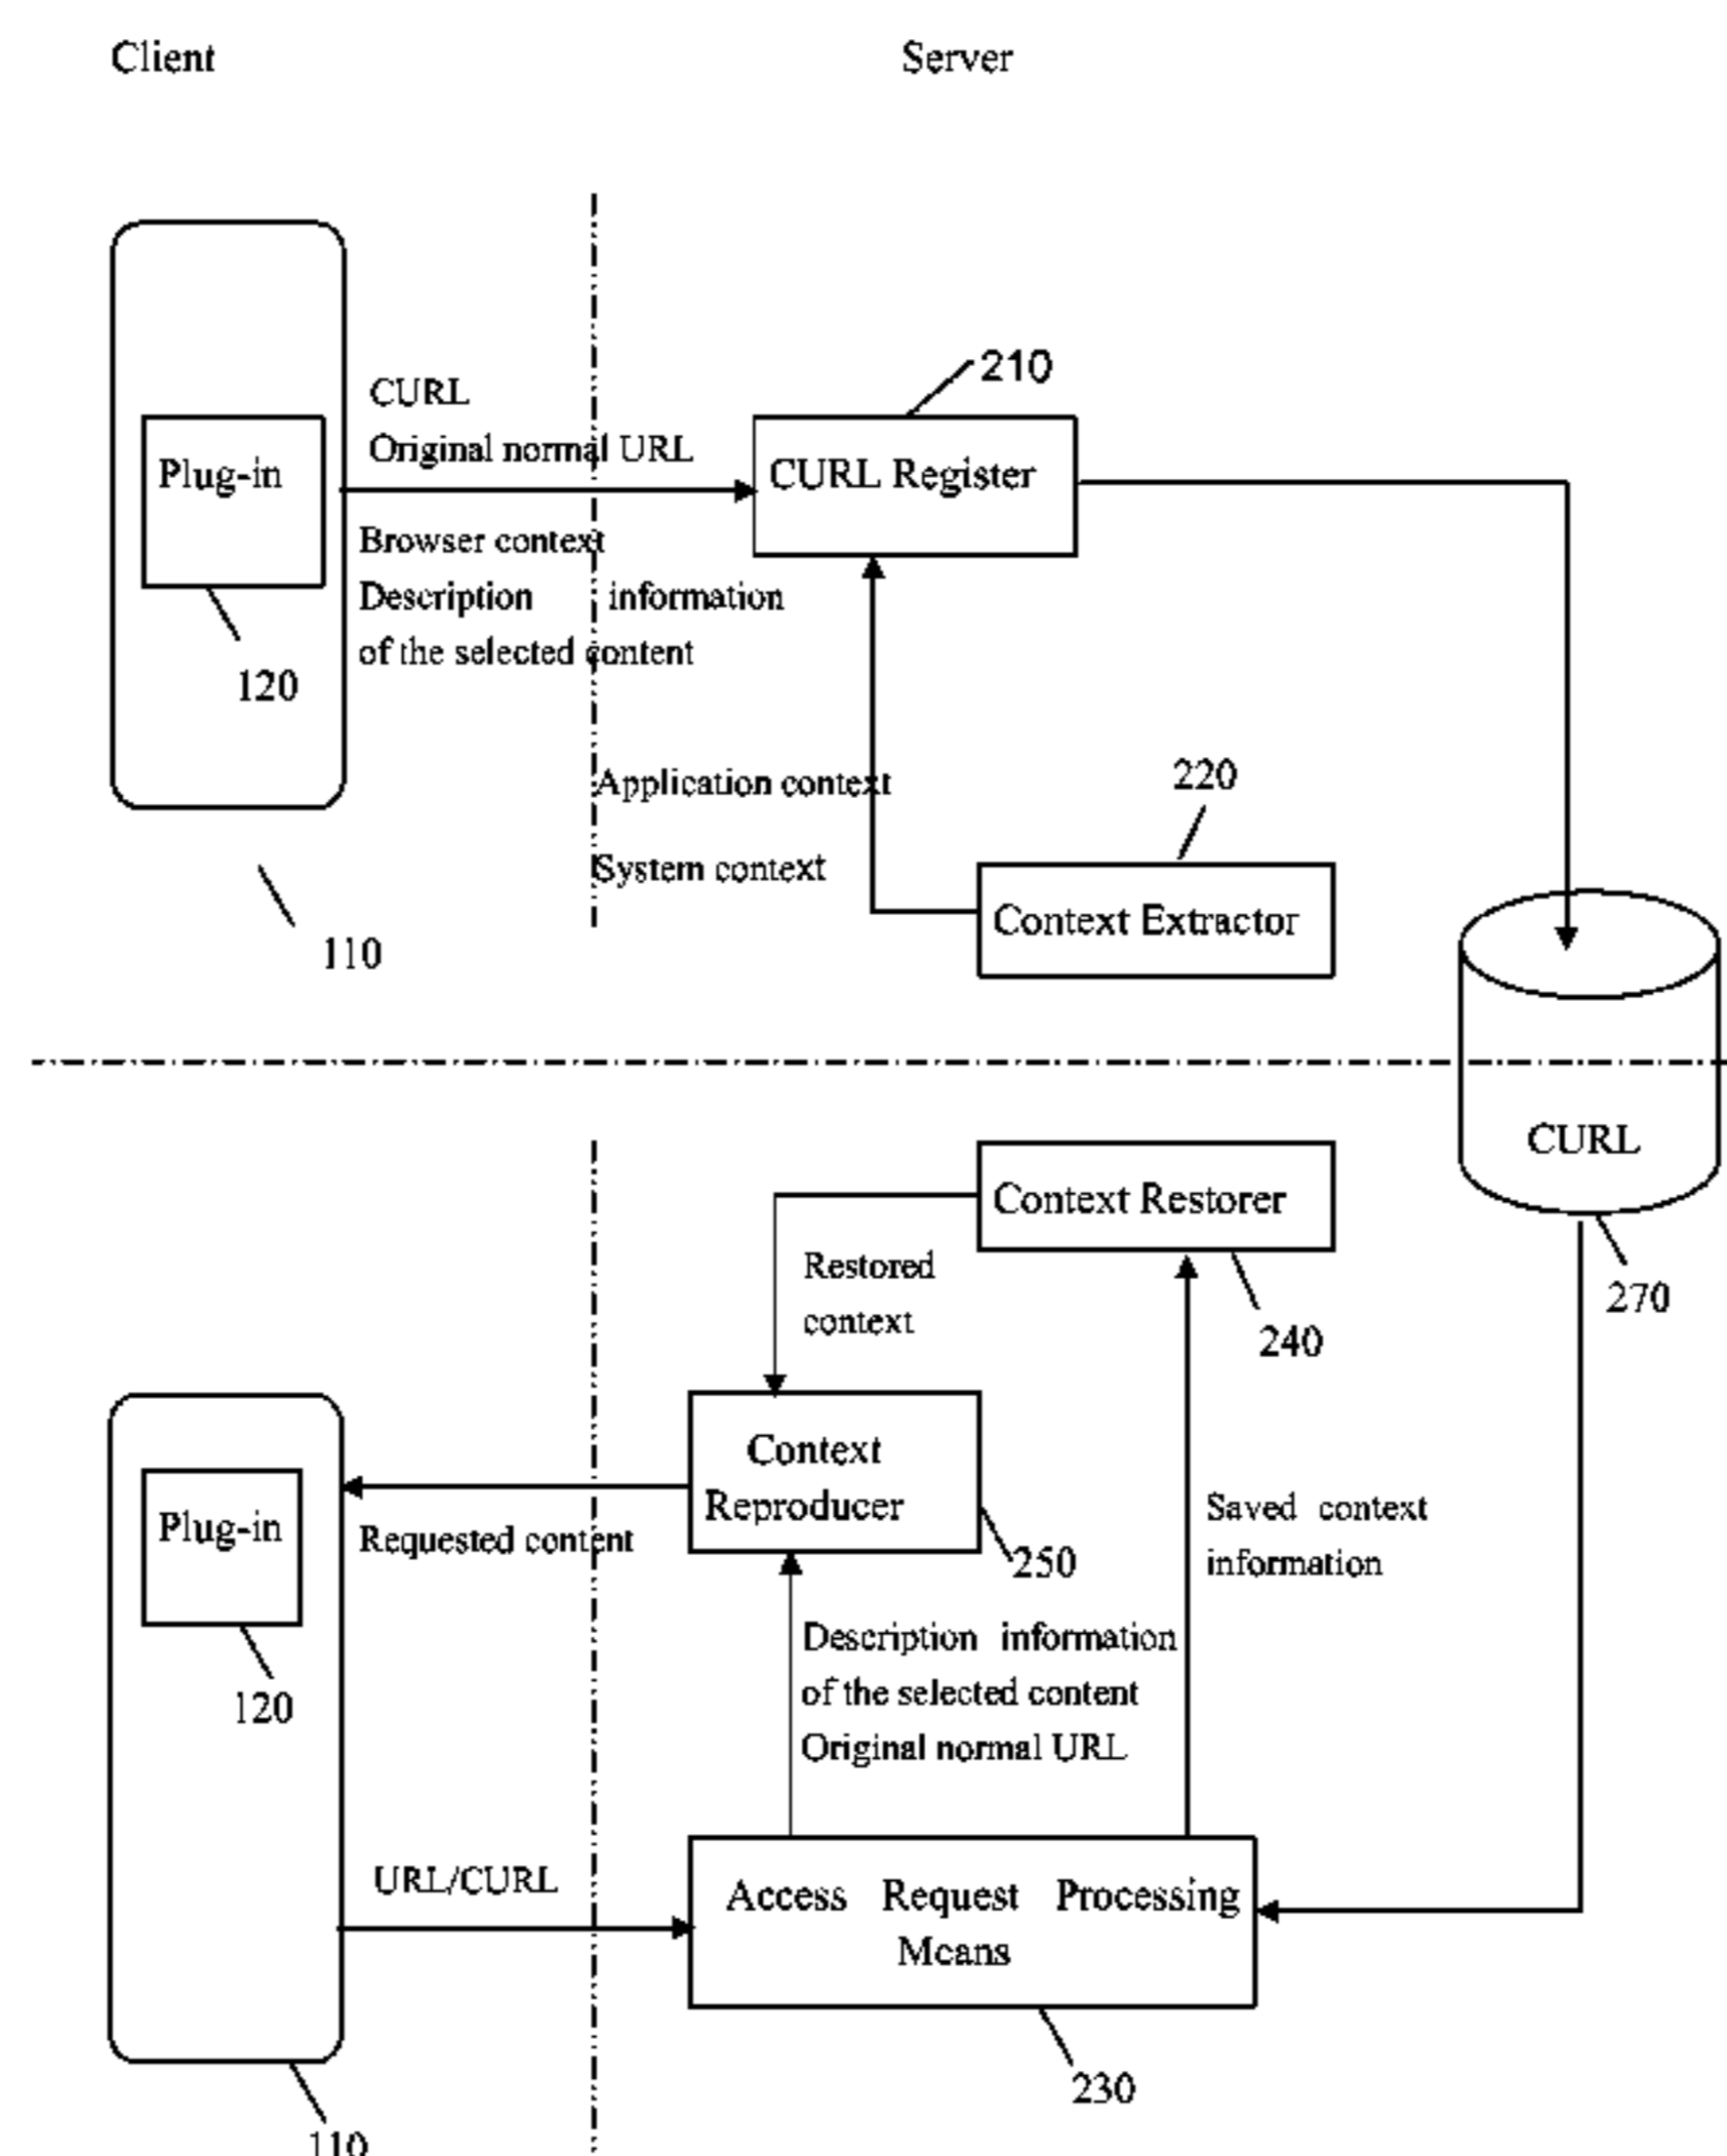 Client
Server
210
CURL
Original normal URL
Plug-in
CURL Register
Browser context
Description information
of the selected content
120
Application context
220
System context
Context Extractor
110
CURL
Context Restorer
Restored
context
270
240
Context
Reproducer
Plug-in
Requested content
Saved context
information
250
Description information
of the selected content
Original normal URL
120
URL/CURL
Access Request Processing
Means
230
110